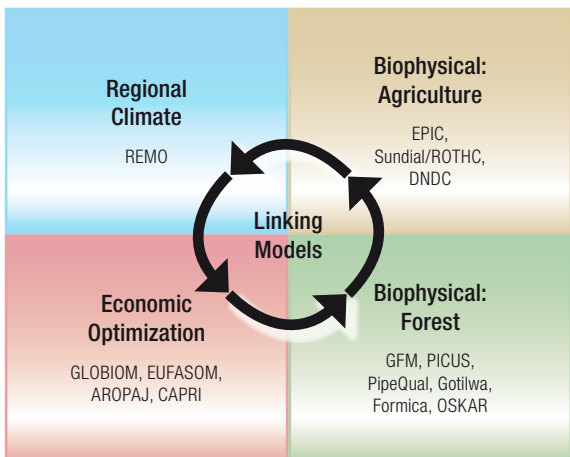 Regional
Climate
REMO
Biophysical:
Agriculture
EPIC,
Sundial/ROTHC,
DNDC
Linking
Models
Economic
Optimization
GLOBIOM, EUFASOM,
AROPAJ, CAPRI
Biophysical:
Forest
GFM, PICUS,
PipeQual, Gotilwa,
Formica, OSKAR